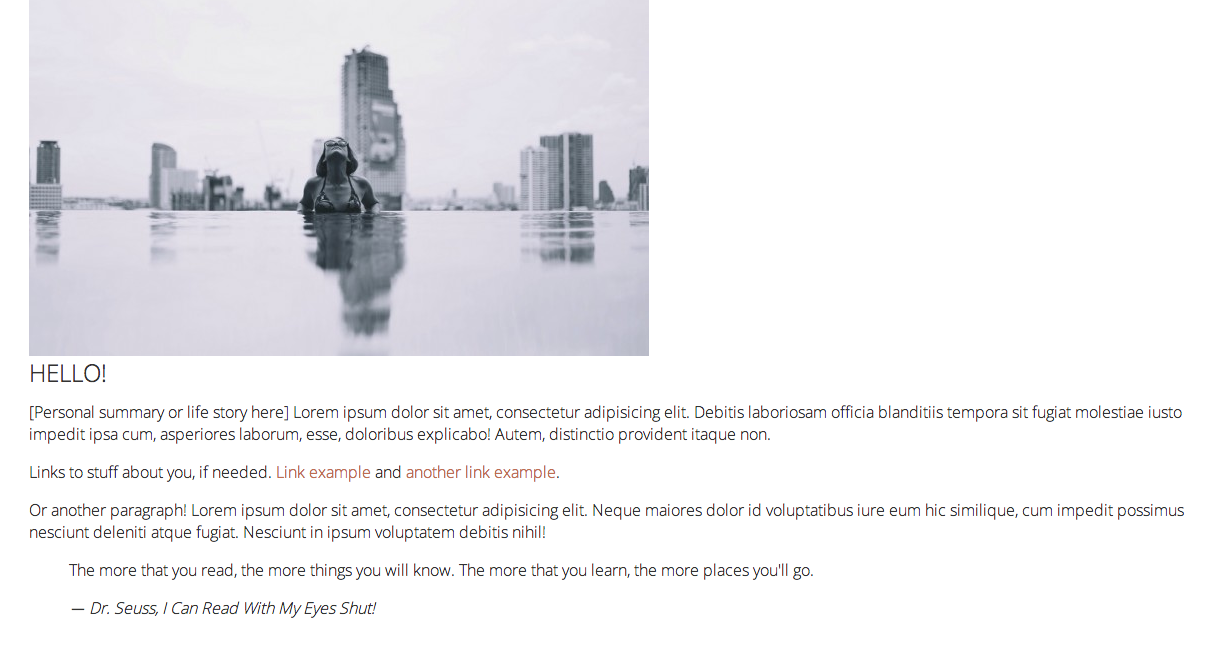 HELLO!
[Personal summary or life story here] Lorem ipsum dolor sit amet, consectetur adipisicing elit. Debitis laboriosam officia blanditiis tempora sit fugiat molestiae iusto
impedit ipsa cum, asperiores laborum, esse, doloribus explicabo! Autem, distinctio provident itaque non.
Links to stuff about you, if needed. Link example and another link example.
Or another paragraph! Lorem ipsum dolor sit amet, consectetur adipisicing elit. Neque maiores dolor id voluptatibus iure eum hic similique, cum impedit possimus
nesciunt deleniti atque fugiat. Nesciunt in ipsum voluptatem debitis nihil!
The more that you read, the more things you will know. The more that you learn, the more places you'll go.
— Dr. Seuss, I Can Read With My Eyes Shut!